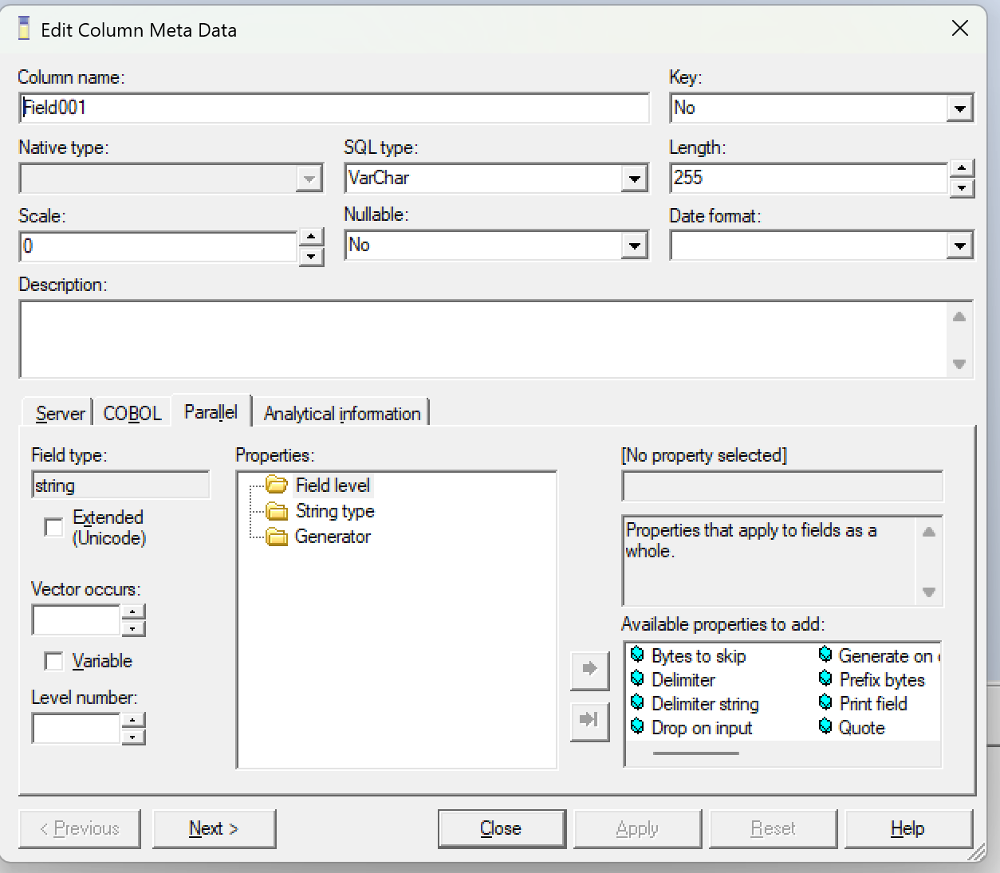 Edit Column Meta Data
Column name:
Key:
Field001
No
Native type:
SQL type:
Length:
VarChar
255
Scale:
Nullable:
Date format:
0
No
Description:
Server
COBOL
Parallel
Analytical information
Field type:
string
Extended
(Unicode)
Vector occurs:
Variable
Level number:
Properties:
Field level
String type
Generator
[No property selected]
Properties that apply to fields as a
whole.
Available properties to add:
Bytes to skip
Delimiter
Delimiter string
Drop on input
Generate on
Prefix bytes
Print field
Quote
< Previous
Next >
Close
Apply
Reset
Help